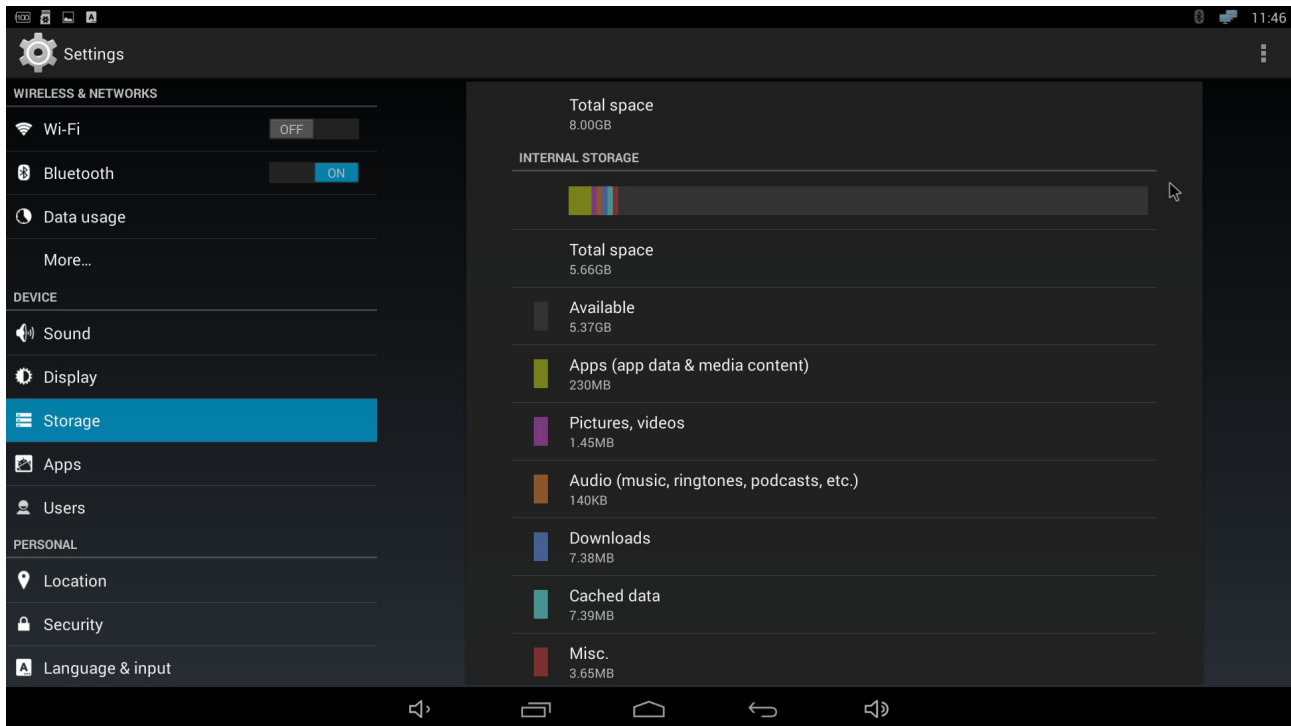 100
A
11:46
Settings
WIRELESS & NETWORKS
Wi-Fi
OFF
Bluetooth
ON
Data usage
More...
DEVICE
Sound
Display
Storage
Apps
Users
PERSONAL
Location
Security
A
Language & input
Total space
8.00GB
INTERNAL STORAGE
Total space
5.66GB
Available
5.37GB
Apps (app data & media content)
230MB
Pictures, videos
1.45MB
Audio (music, ringtones, podcasts, etc.)
140KB
Downloads
7.38MB
Cached data
7.39MB
Misc.
3.65MB